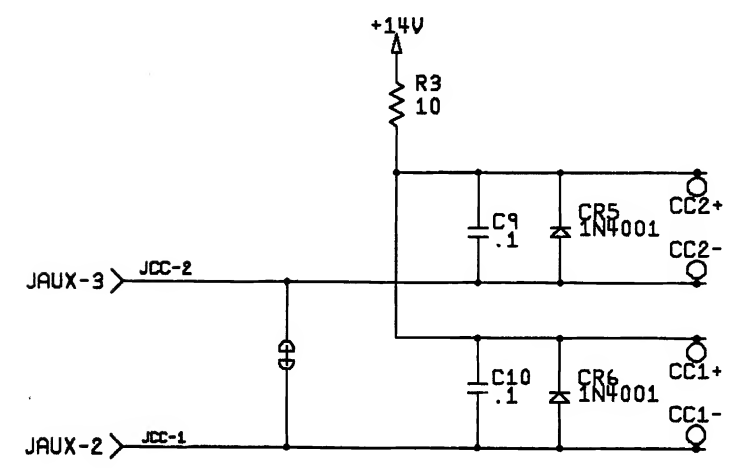 +14V
R3
10
CC2+
C9
.1
CR5
1N4001
CC2-
JAUX-3
JCC-2
CC1+
C10
.1
CR6
1N4001
CC1-
JAUX-2
JCC-1